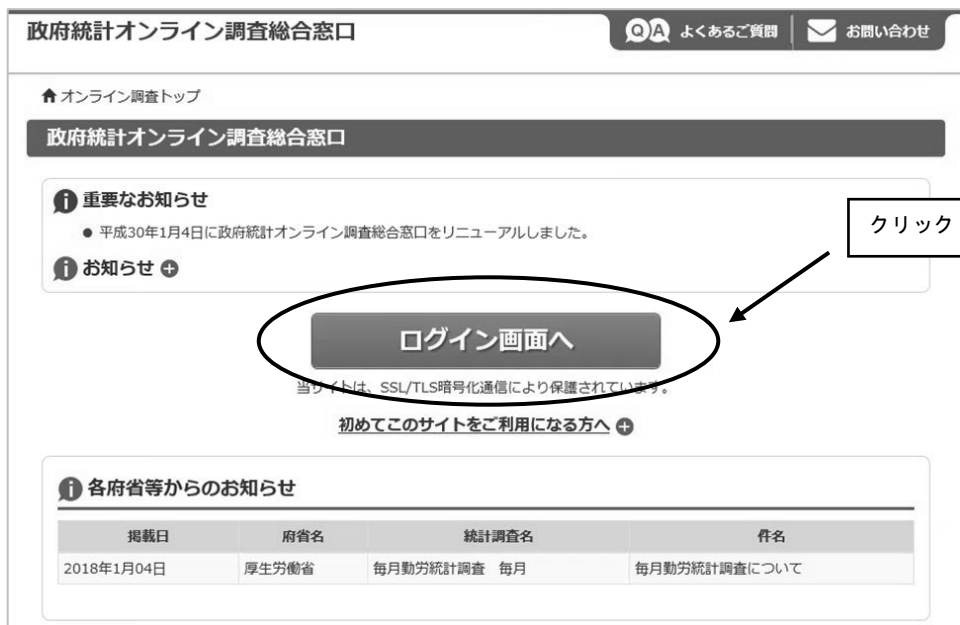 政府統計オンライン調査総合窓口
QA よくあるご質問 お問い合わせ
オンライン調査トップ
政府統計オンライン調査総合窓口
重要なお知らせ
● 平成30年1月4日に政府統計オンライン調査総合窓口をリニューアルしました。
クリック
お知らせ
ログイン画面へ
当サイトは、SSL/TLS暗号化通信により保護されています。
初めてこのサイトをご利用になる方へ
各府省等からのお知らせ
掲載日 府省名 統計調査名 件名
2018年1月04日 厚生労働省 毎月勤労統計調査 毎月 毎月勤労統計調査について